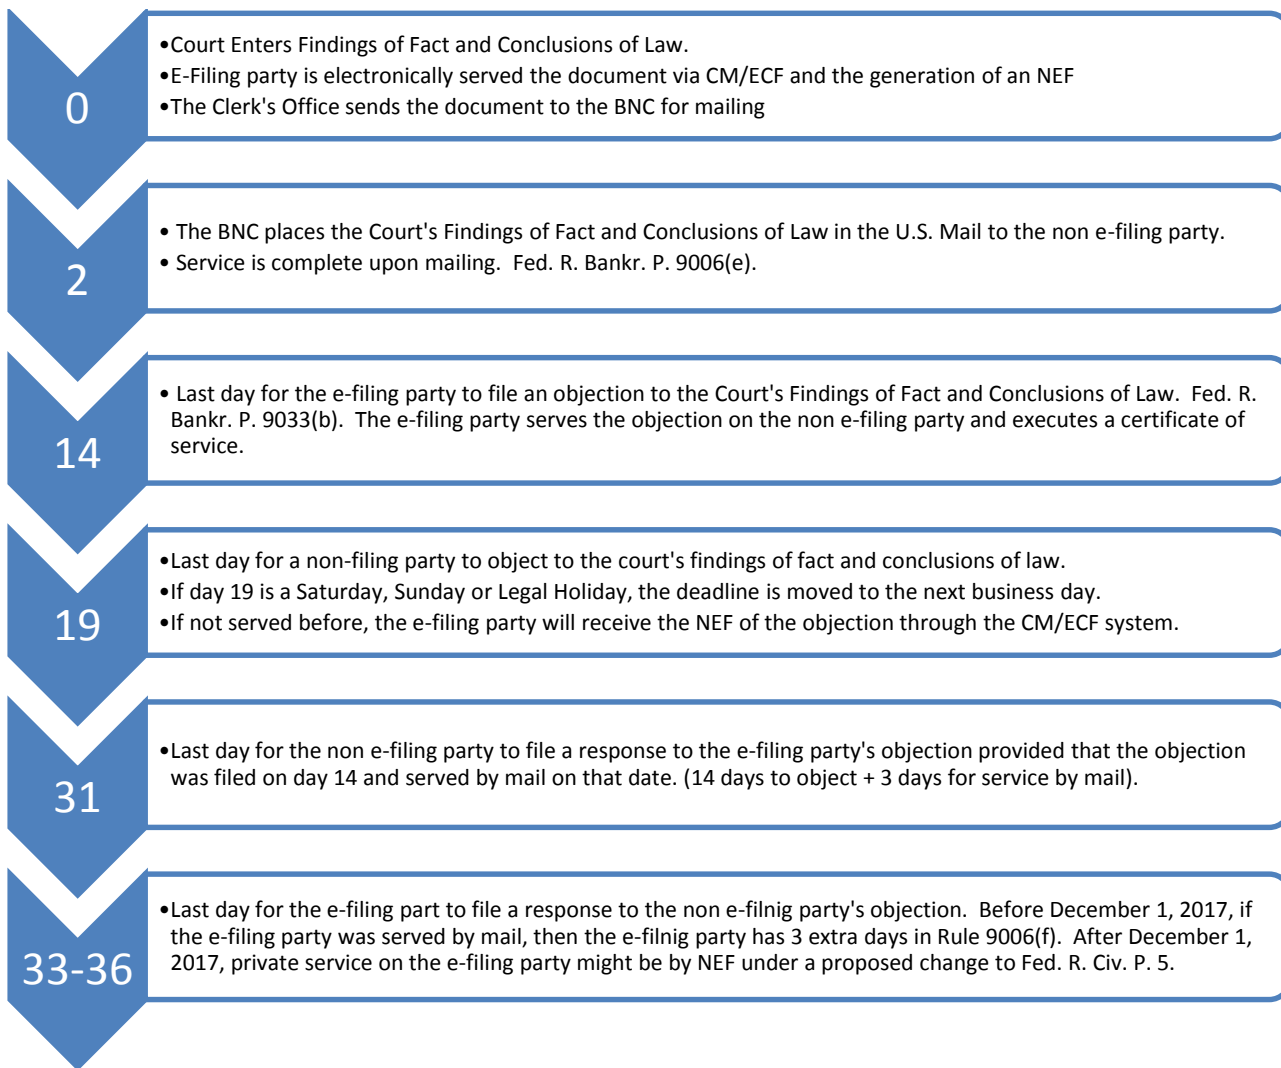 0
•Court Enters Findings of Fact and Conclusions of Law.
•E-Filing party is electronically served the document via CM/ECF and the generation of an NEF
•The Clerk's Office sends the document to the BNC for mailing
2
• The BNC places the Court's Findings of Fact and Conclusions of Law in the U.S. Mail to the non e-filing party.
• Service is complete upon mailing. Fed. R. Bankr. P. 9006(e).
14
• Last day for the e-filing party to file an objection to the Court's Findings of Fact and Conclusions of Law. Fed. R.
Bankr. P. 9033(b). The e-filing party serves the objection on the non e-filing party and executes a certificate of
service.
19
•Last day for a non-filing party to object to the court's findings of fact and conclusions of law.
•If day 19 is a Saturday, Sunday or Legal Holiday, the deadline is moved to the next business day.
•If not served before, the e-filing party will receive the NEF of the objection through the CM/ECF system.
31
•Last day for the non e-filing party to file a response to the e-filing party's objection provided that the objection
was filed on day 14 and served by mail on that date. (14 days to object + 3 days for service by mail).
33-36
•Last day for the e-filing part to file a response to the non e-filnig party's objection. Before December 1, 2017, if
the e-filing party was served by mail, then the e-filnig party has 3 extra days in Rule 9006(f). After December 1,
2017, private service on the e-filing party might be by NEF under a proposed change to Fed. R. Civ. P. 5.